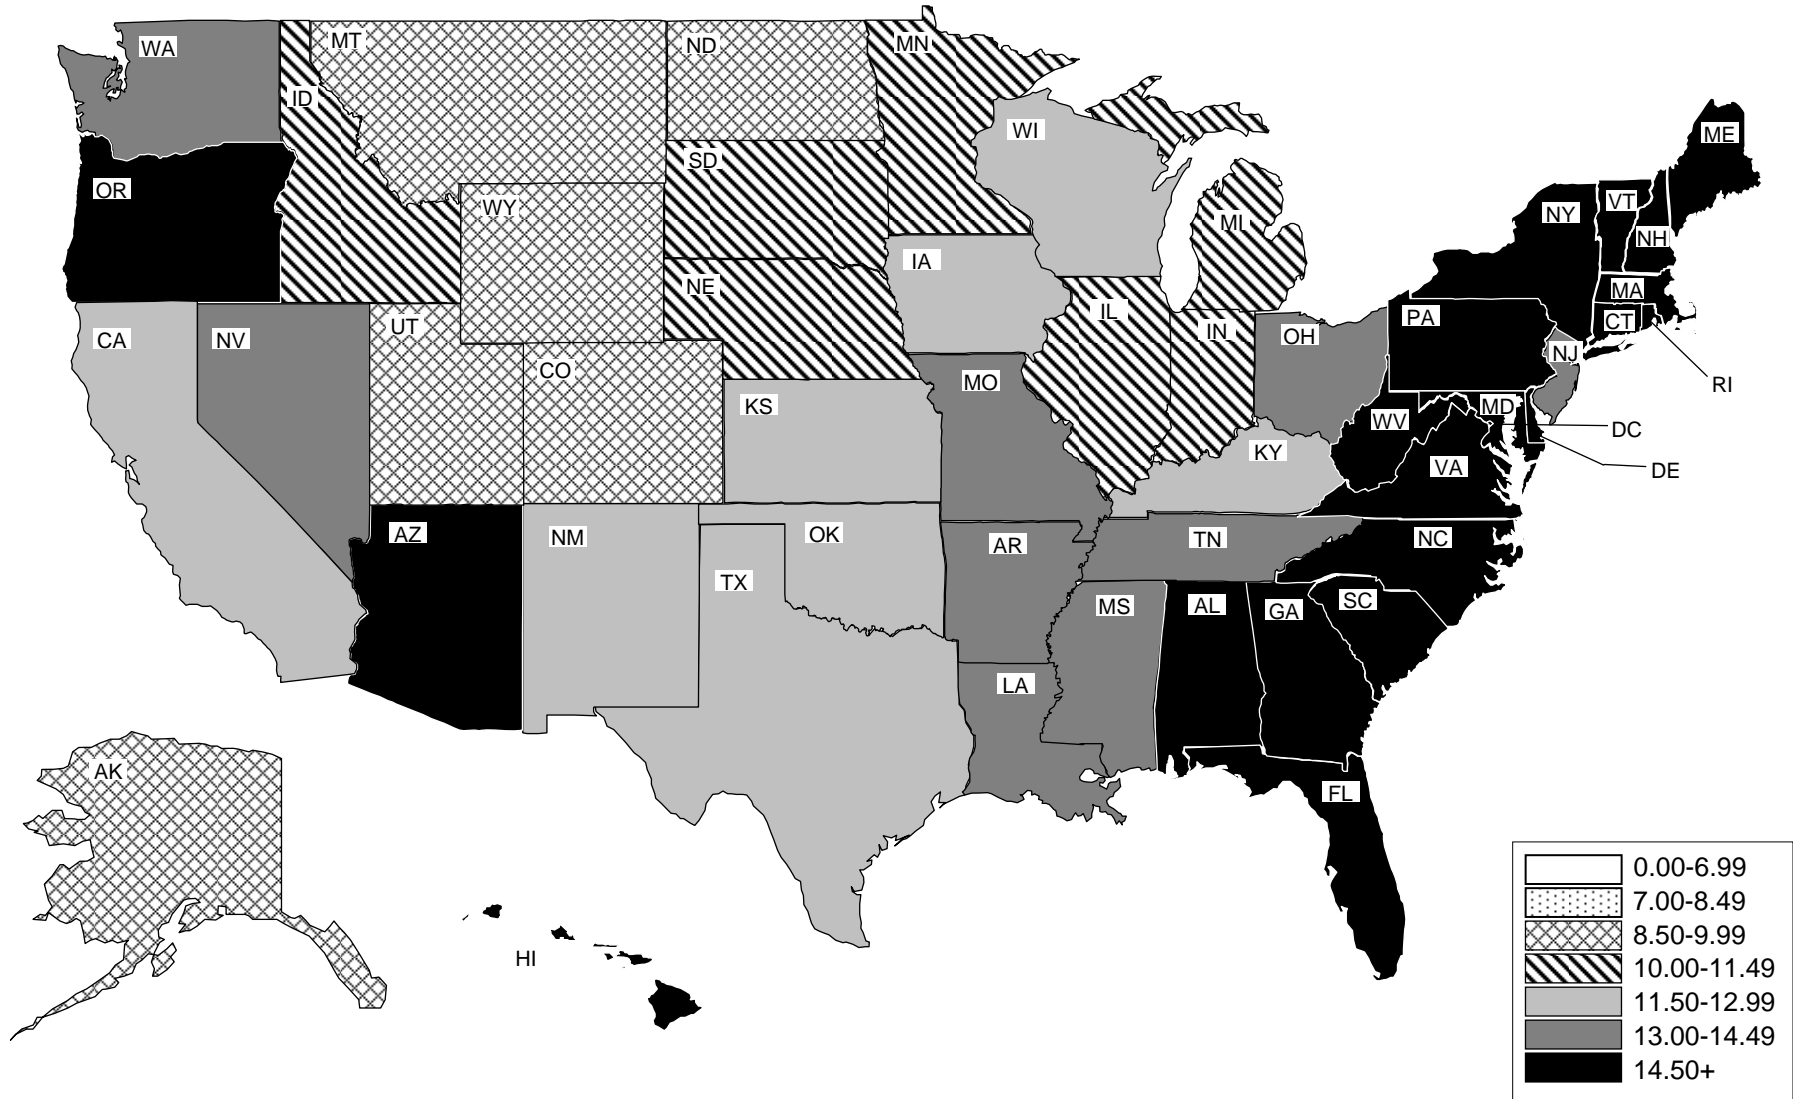 WA
MT
ND
MN
ID
SD
WI
ME
OR
WY
NY
VT
NH
MI
IA
NE
MA
CA
NV
UT
CO
IL
IN
OH
PA
CT
NJ
RI
MO
KS
WV
MD
DC
KY
VA
DE
AZ
NM
OK
AR
TN
NC
TX
MS
AL
GA
SC
LA
AK
FL
HI
0.00-6.99
7.00-8.49
8.50-9.99
10.00-11.49
11.50-12.99
13.00-14.49
14.50+